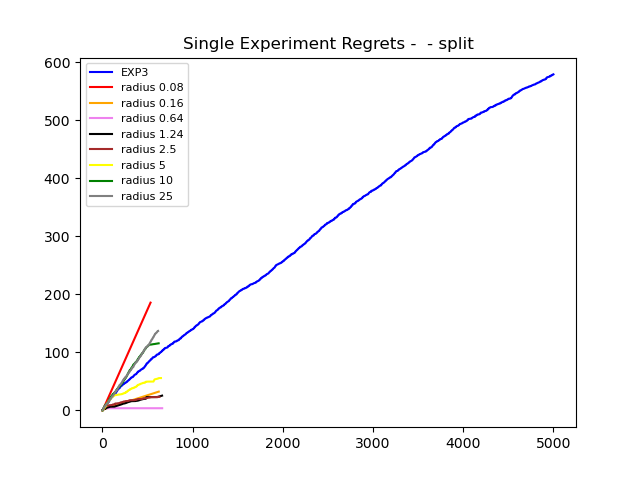 Single Experiment Regrets -  - split
600
500
400
300
200
100
0
EXP3
radius 0.08
radius 0.16
radius 0.64
radius 1.24
radius 2.5
radius 5
radius 10
radius 25
0 1000 2000 3000 4000 5000